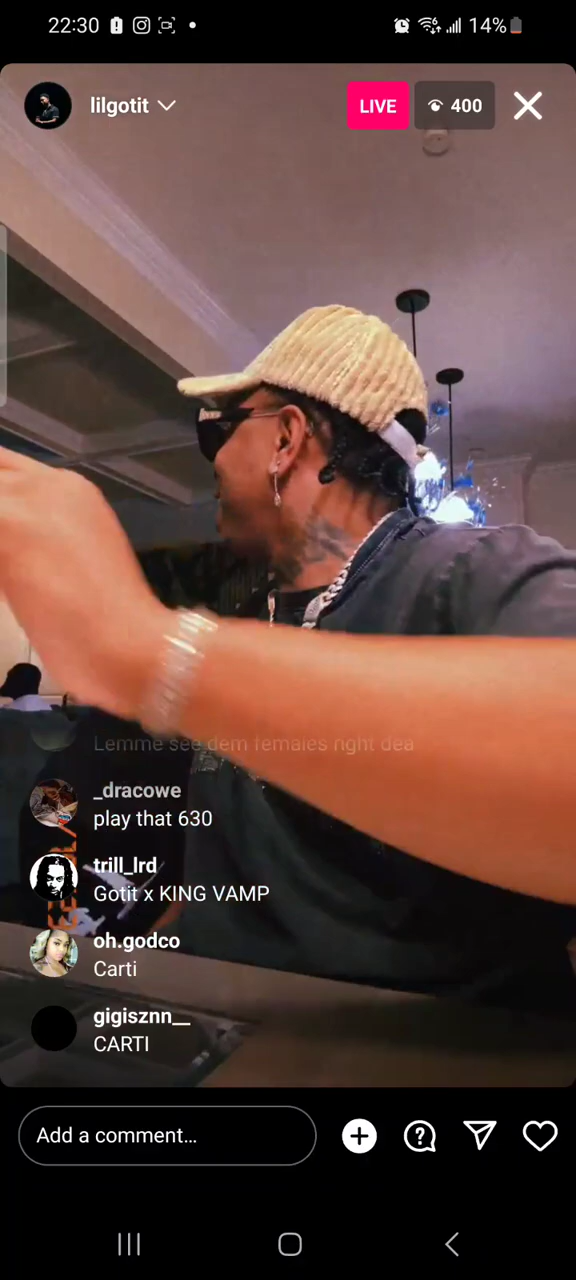 22:30
14%
lilgotit
LIVE
400
Lemme see dem females right dea
_dracowe
play that 630
trill_lrd
Gotit x KING VAMP
oh.godco
Carti
gigisznn__
CARTI
Add a comment...